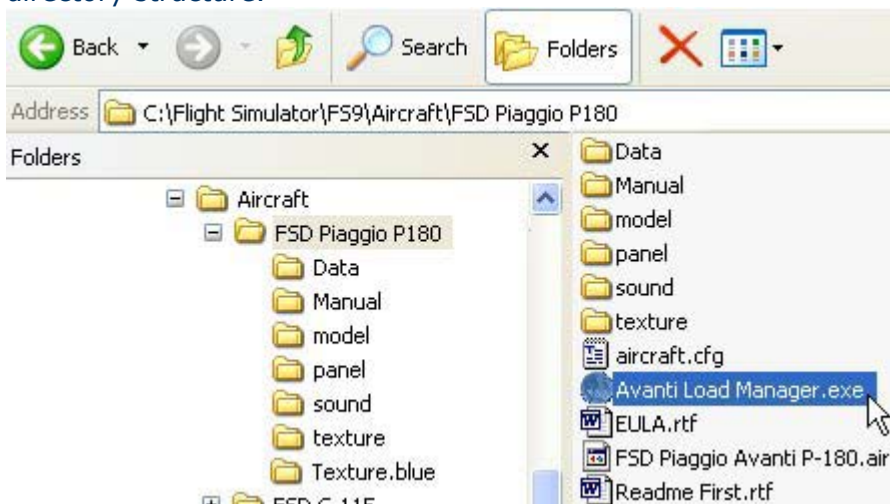 directory structure.
Back Search Folders
Address C:\Flight Simulator\FS9\Aircraft\FSD Piaggio P180
Folders
Aircraft
FSD Piaggio P180
Data
Manual
model
panel
sound
texture
Texture.blue
Data
Manual
model
panel
sound
texture
aircraft.cfg
Avanti Load Manager.exe
EULA.rtf
FSD Piaggio Avanti P-180.air
Readme First.rtf